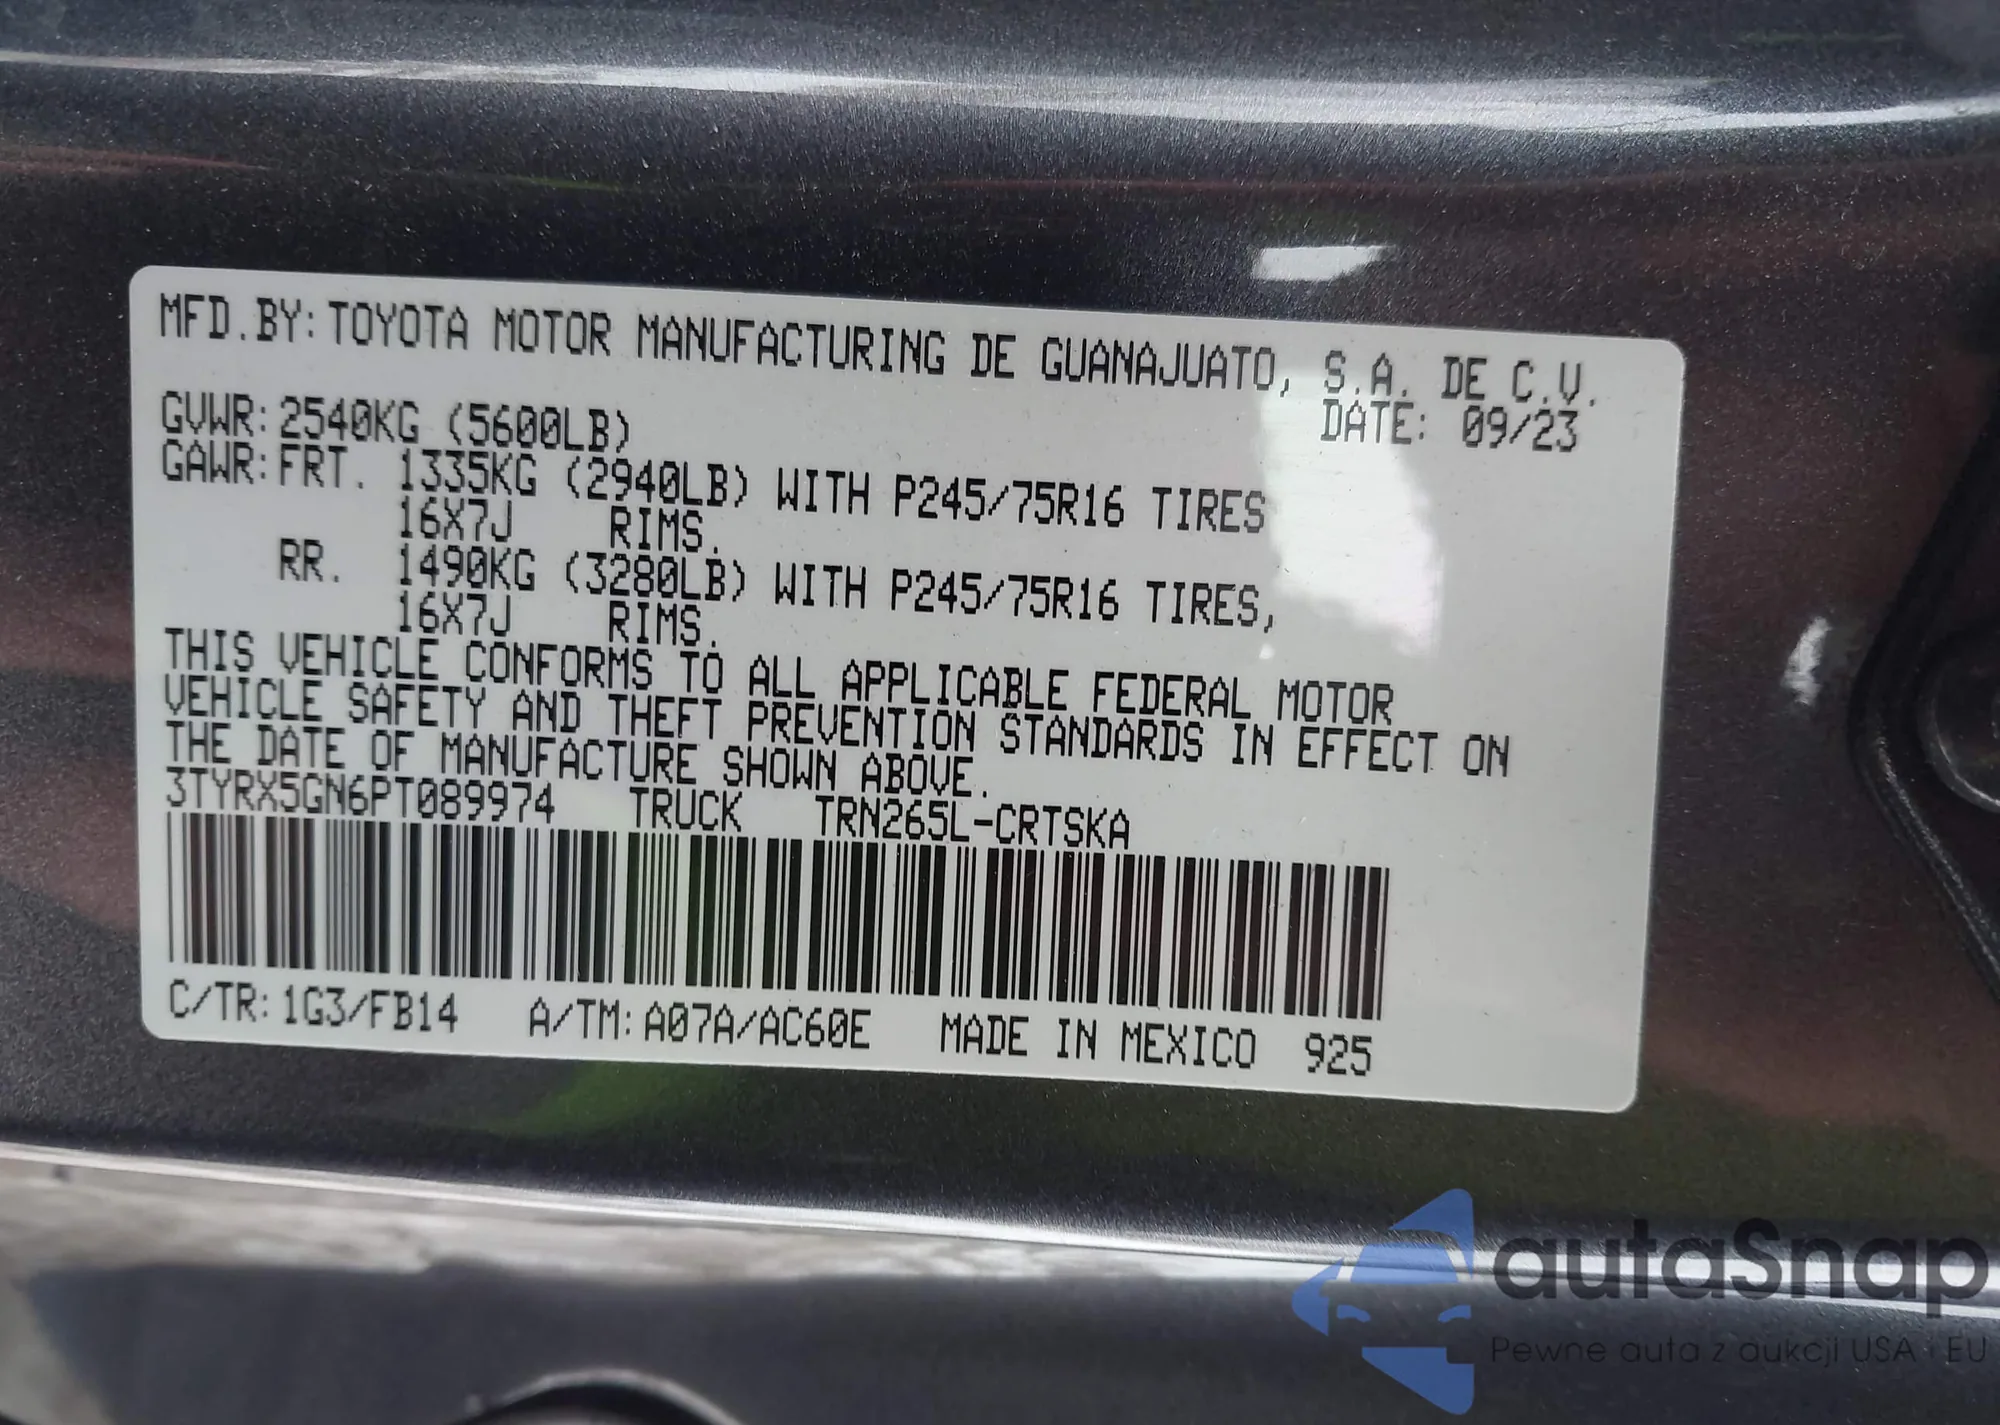 MFD.BY: TOYOTA MOTOR MANUFACTURING DE GUANAJUATO, S.A. DE C.V.
GVWR: 2540KG (5600LB) DATE: 09/23
GAWR: FRT. 1335KG (2940LB) WITH P245/75R16 TIRES
16X7J RIMS.
RR. 1490KG (3280LB) WITH P245/75R16 TIRES,
16X7J RIMS.
THIS VEHICLE CONFORMS TO ALL APPLICABLE FEDERAL MOTOR
VEHICLE SAFETY AND THEFT PREVENTION STANDARDS IN EFFECT ON
THE DATE OF MANUFACTURE SHOWN ABOVE.
3TYRX5GN6PT089974 TRUCK TRN265L-CRTSKA
C/TR: 1G3/FB14 A/TM: A07A/AC60E MADE IN MEXICO 925
autaSnap
Pewne auta z aukcji USA i EU